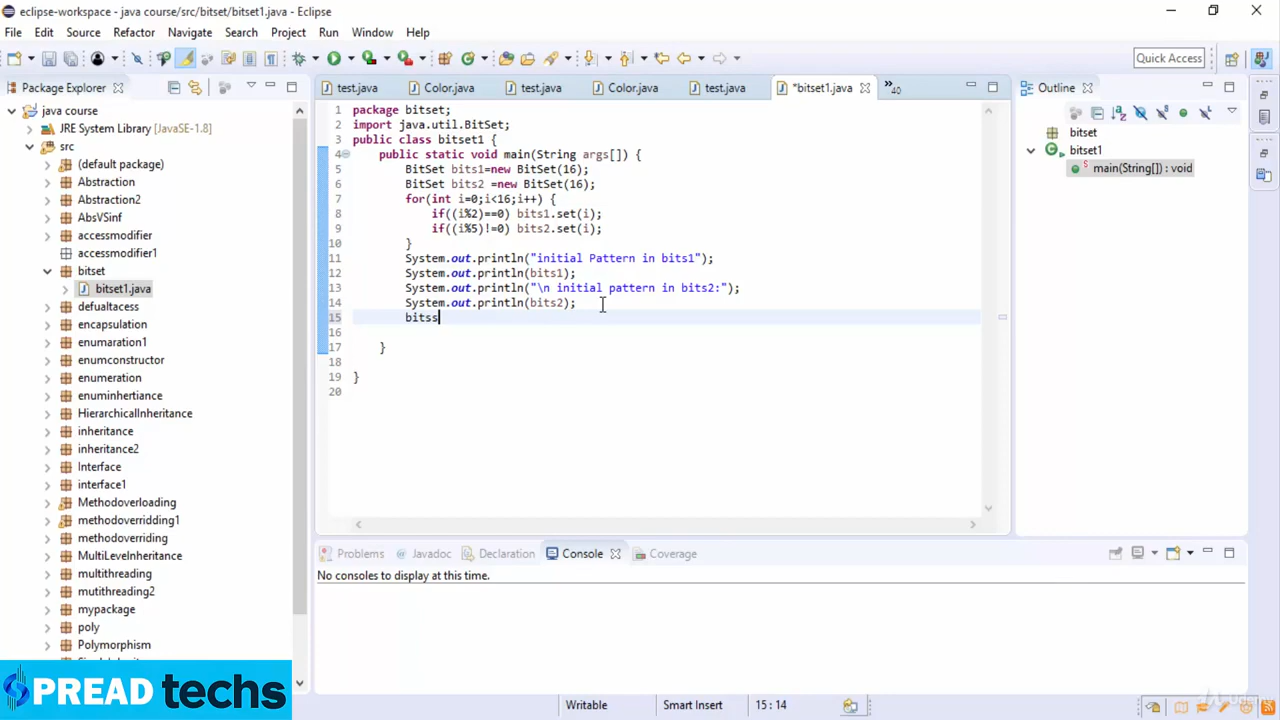 eclipse-workspace - java course/src/bitset/bitset1.java - Eclipse
File Edit Source Refactor Navigate Search Project Run Window Help
Quick Access
Package Explorer
java course
JRE System Library [JavaSE-1.8]
src
(default package)
Abstraction
Abstraction2
AbsVSinf
accessmodifier
accessmodifier1
bitset
bitset1.java
defualtacess
encapsulation
enumaration1
enumconstructor
enumeration
enuminhertiance
HierarchicalInheritance
inheritance
inheritance2
Interface
interface1
Methodoverloading
methodoverridding1
methodoverriding
MultiLevelInheritance
multithreading
mutithreading2
mypackage
poly
Polymorphism
SPREAD techs
test.java Color.java test.java Color.java test.java *bitset1.java »40
1 package bitset;
2 import java.util.BitSet;
3 public class bitset1 {
4 public static void main(String args[]) {
5 BitSet bits1=new BitSet(16);
6 BitSet bits2 =new BitSet(16);
7 for(int i=0;i<16;i++) {
8 if((i%2)==0) bits1.set(i);
9 if((i%5)!=0) bits2.set(i);
10 }
11 System.out.println("initial Pattern in bits1");
12 System.out.println(bits1);
13 System.out.println("\n initial pattern in bits2:");
14 System.out.println(bits2);
15 bitss
16
17 }
18
19 }
20
Outline
bitset
bitset1
main(String[]) : void
Problems Javadoc Declaration Console Coverage
No consoles to display at this time.
Writable Smart Insert 15 : 14